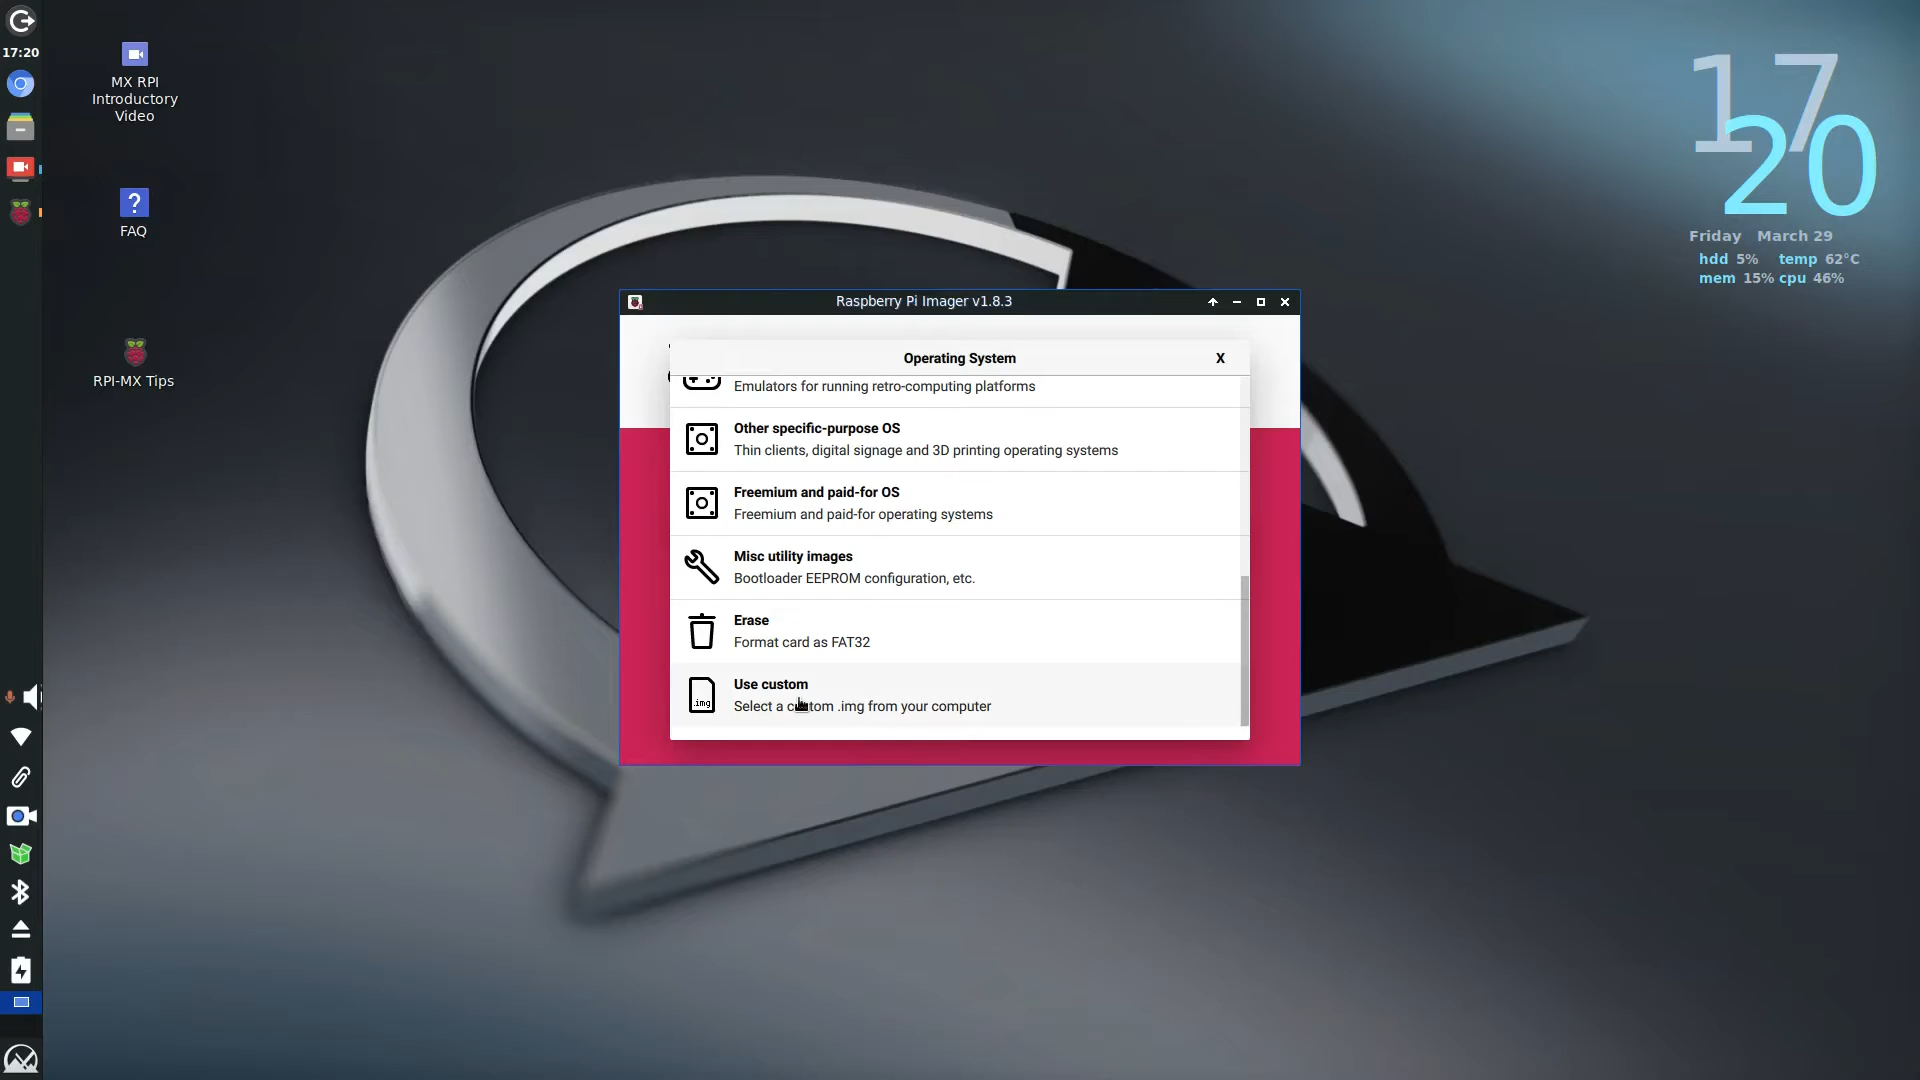 17:20
MX RPI
Introductory
Video
FAQ
RPI-MX Tips
17
20
Friday March 29
hdd 5% temp 62°C
mem 15% cpu 46%
Raspberry Pi Imager v1.8.3
Operating System
X
Emulators for running retro-computing platforms
Other specific-purpose OS
Thin clients, digital signage and 3D printing operating systems
Freemium and paid-for OS
Freemium and paid-for operating systems
Misc utility images
Bootloader EEPROM configuration, etc.
Erase
Format card as FAT32
Use custom
.img
Select a custom .img from your computer